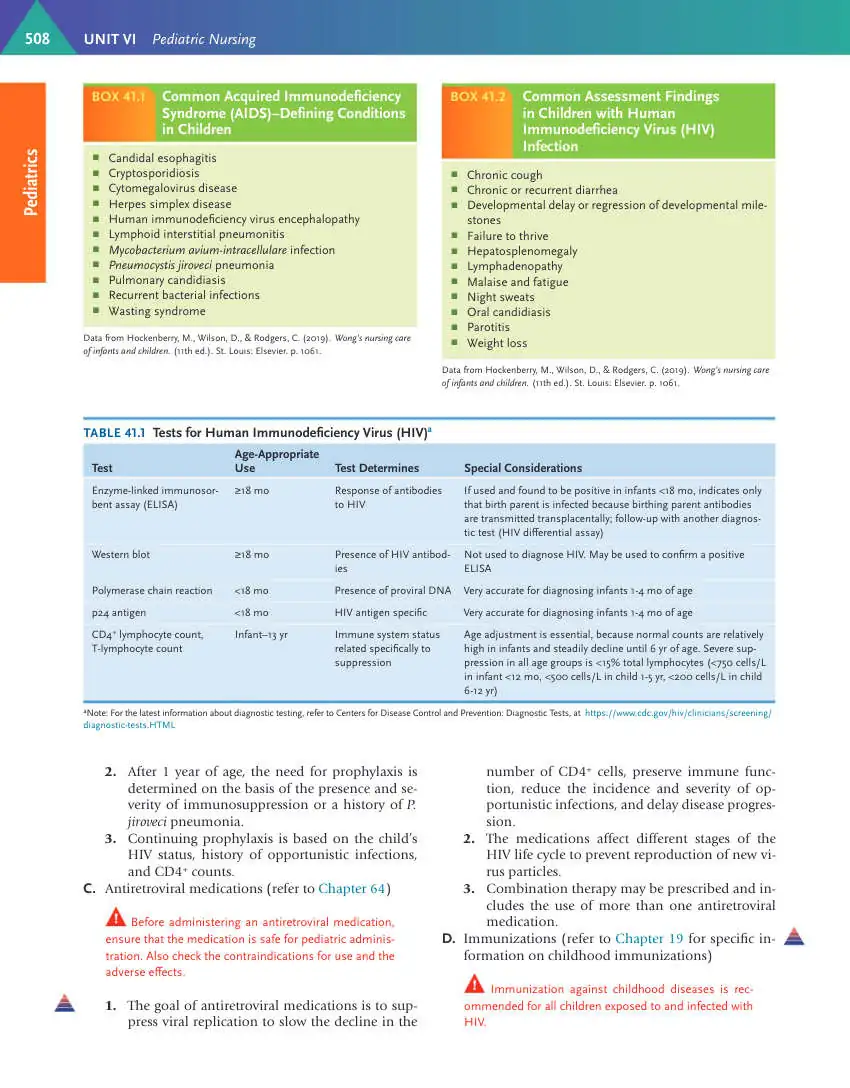 508
UNIT VI Pediatric Nursing
Pediatrics
BOX 41.1 Common Acquired Immunodeficiency
Syndrome (AIDS)–Defining Conditions
in Children
■ Candidal esophagitis
■ Cryptosporidiosis
■ Cytomegalovirus disease
■ Herpes simplex disease
■ Human immunodeficiency virus encephalopathy
■ Lymphoid interstitial pneumonitis
■ Mycobacterium avium-intracellulare infection
■ Pneumocystis jiroveci pneumonia
■ Pulmonary candidiasis
■ Recurrent bacterial infections
■ Wasting syndrome
Data from Hockenberry, M., Wilson, D., & Rodgers, C. (2019). Wong's nursing care
of infants and children. (11th ed.). St. Louis: Elsevier. p. 1061.
BOX 41.2 Common Assessment Findings
in Children with Human
Immunodeficiency Virus (HIV)
Infection
■ Chronic cough
■ Chronic or recurrent diarrhea
■ Developmental delay or regression of developmental mile-
stones
■ Failure to thrive
■ Hepatosplenomegaly
■ Lymphadenopathy
■ Malaise and fatigue
■ Night sweats
■ Oral candidiasis
■ Parotitis
■ Weight loss
Data from Hockenberry, M., Wilson, D., & Rodgers, C. (2019). Wong's nursing care
of infants and children. (11th ed.). St. Louis: Elsevier. p. 1061.
TABLE 41.1 Tests for Human Immunodeficiency Virus (HIV)ᵃ
Age-Appropriate
Test Use Test Determines Special Considerations
Enzyme-linked immunosor- ≥18 mo Response of antibodies If used and found to be positive in infants <18 mo, indicates only
bent assay (ELISA) to HIV that birth parent is infected because birthing parent antibodies
are transmitted transplacentally; follow-up with another diagnos-
tic test (HIV differential assay)
Western blot ≥18 mo Presence of HIV antibod- Not used to diagnose HIV. May be used to confirm a positive
ies ELISA
Polymerase chain reaction <18 mo Presence of proviral DNA Very accurate for diagnosing infants 1-4 mo of age
p24 antigen <18 mo HIV antigen specific Very accurate for diagnosing infants 1-4 mo of age
CD4⁺ lymphocyte count, Infant–13 yr Immune system status Age adjustment is essential, because normal counts are relatively
T-lymphocyte count related specifically to high in infants and steadily decline until 6 yr of age. Severe sup-
suppression pression in all age groups is <15% total lymphocytes (<750 cells/L
in infant <12 mo, <500 cells/L in child 1-5 yr, <200 cells/L in child
6-12 yr)
ᵃNote: For the latest information about diagnostic testing, refer to Centers for Disease Control and Prevention: Diagnostic Tests, at https://www.cdc.gov/hiv/clinicians/screening/
diagnostic-tests.HTML
2. After 1 year of age, the need for prophylaxis is
determined on the basis of the presence and se-
verity of immunosuppression or a history of P.
jiroveci pneumonia.
3. Continuing prophylaxis is based on the child's
HIV status, history of opportunistic infections,
and CD4⁺ counts.
C. Antiretroviral medications (refer to Chapter 64)
Before administering an antiretroviral medication,
ensure that the medication is safe for pediatric adminis-
tration. Also check the contraindications for use and the
adverse effects.
1. The goal of antiretroviral medications is to sup-
press viral replication to slow the decline in the
number of CD4⁺ cells, preserve immune func-
tion, reduce the incidence and severity of op-
portunistic infections, and delay disease progres-
sion.
2. The medications affect different stages of the
HIV life cycle to prevent reproduction of new vi-
rus particles.
3. Combination therapy may be prescribed and in-
cludes the use of more than one antiretroviral
medication.
D. Immunizations (refer to Chapter 19 for specific in-
formation on childhood immunizations)
Immunization against childhood diseases is rec-
ommended for all children exposed to and infected with
HIV.